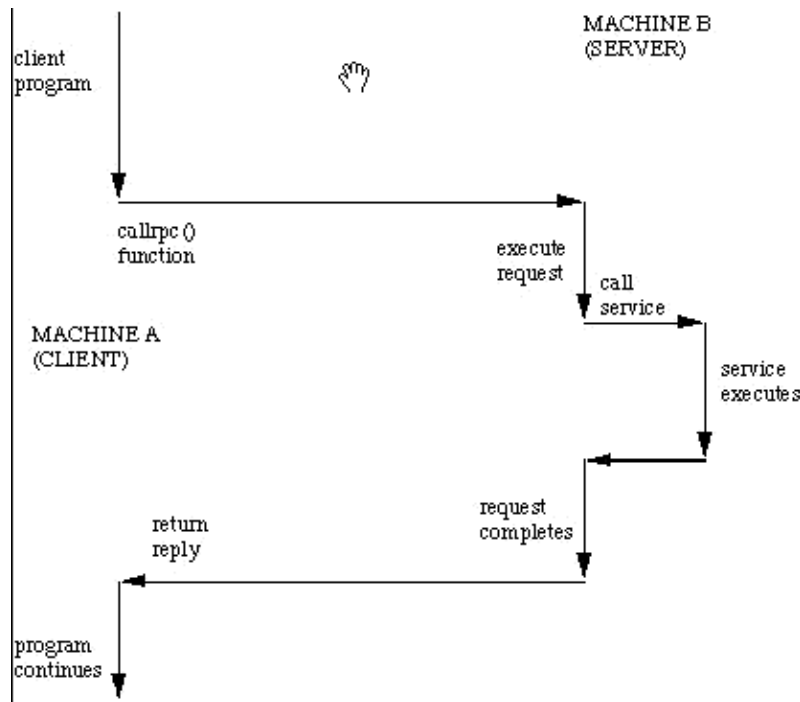 MACHINE B
(SERVER)
client
program
callrpc()
function
execute
request
call
service
MACHINE A
(CLIENT)
service
executes
request
completes
return
reply
program
continues